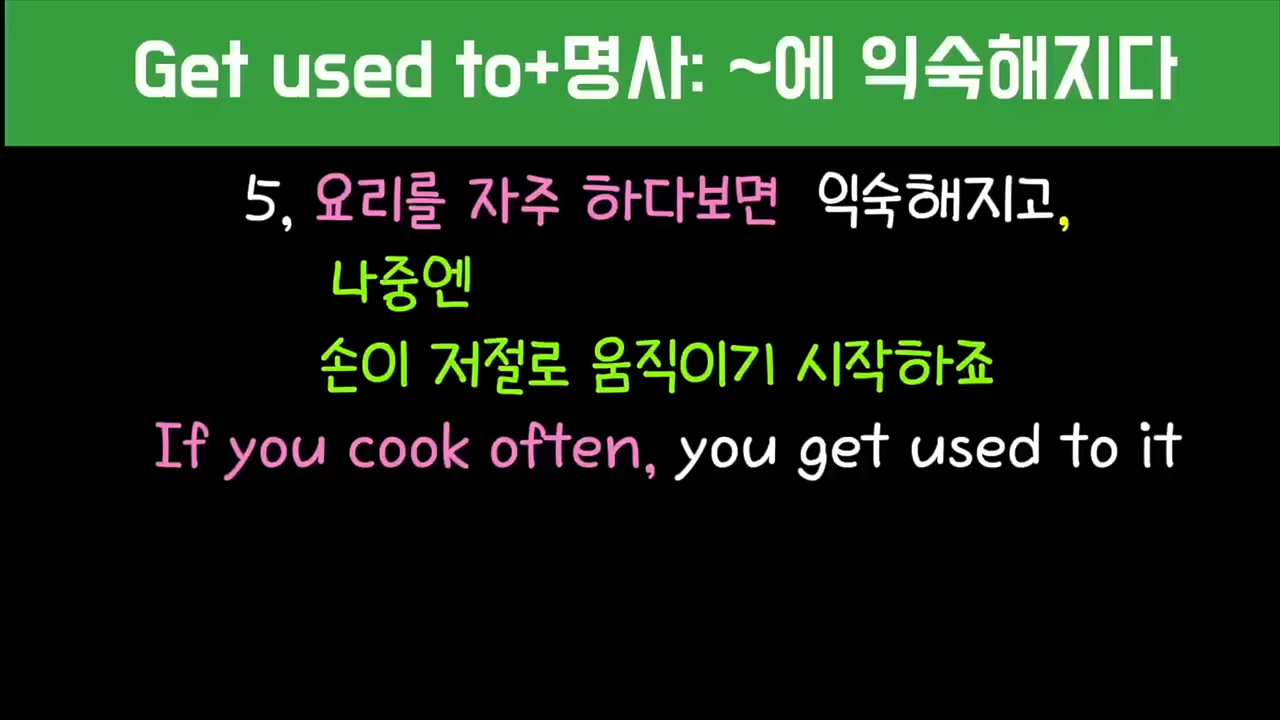 Get used to+명사: ~에 익숙해지다
5, 요리를 자주 하다보면 익숙해지고,
나중엔
손이 저절로 움직이기 시작하죠
If you cook often, you get used to it